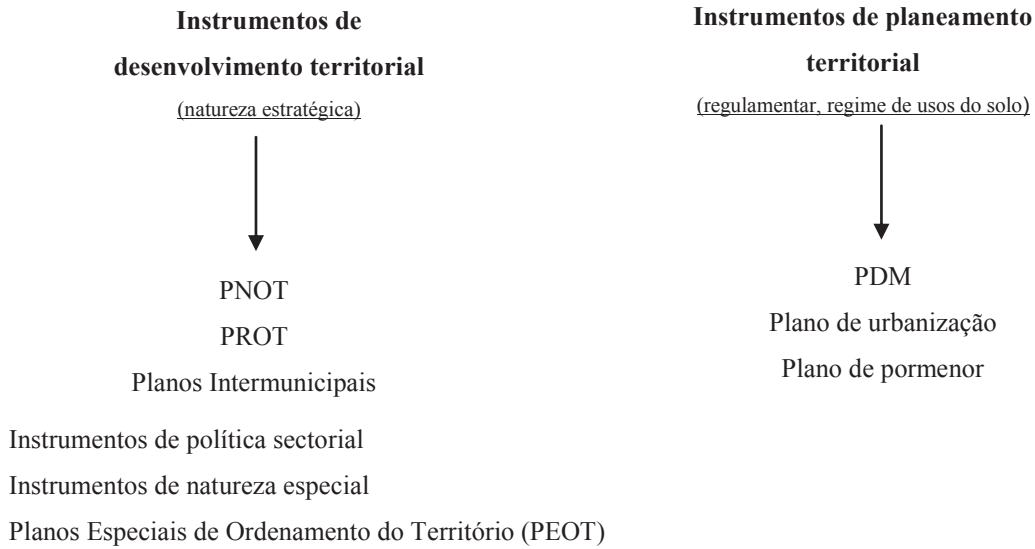 Instrumentos de
desenvolvimento territorial
(natureza estratégica)
PNOT
PROT
Planos Intermunicipais
Instrumentos de planeamento
territorial
(regulamentar, regime de usos do solo)
PDM
Plano de urbanização
Plano de pormenor
Instrumentos de política sectorial
Instrumentos de natureza especial
Planos Especiais de Ordenamento do Território (PEOT)